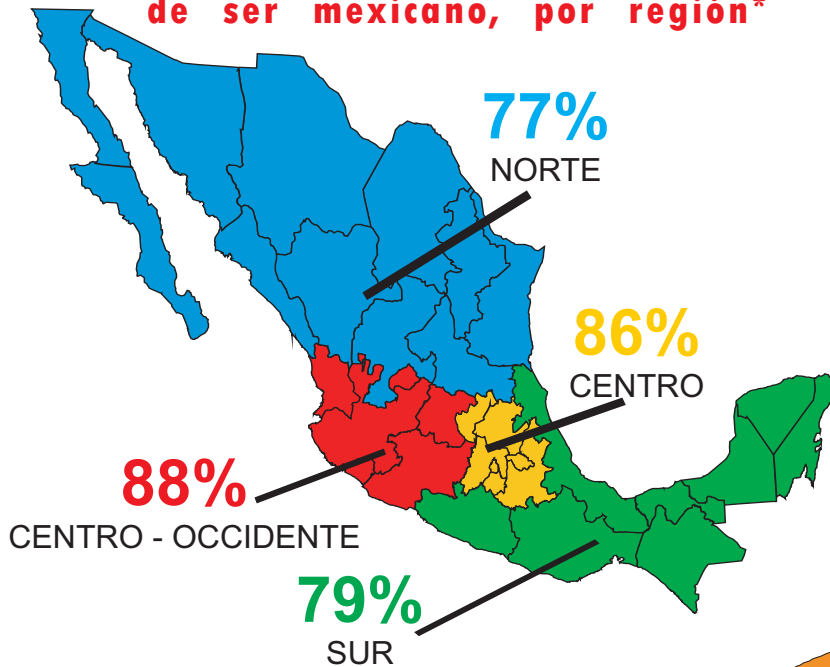 de ser mexicano, por región*
77%
NORTE
86%
CENTRO
88%
CENTRO - OCCIDENTE
79%
SUR